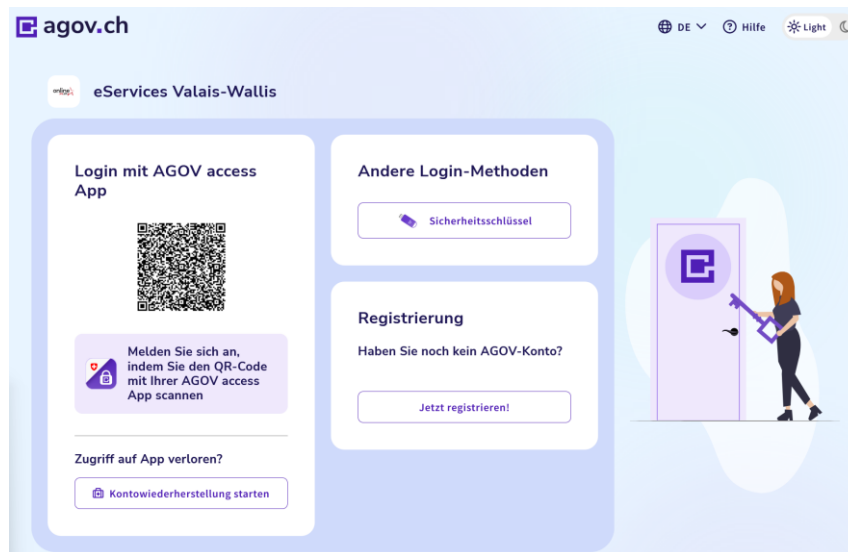 agov.ch
DE
Hilfe
Light
eServices Valais-Wallis
Login mit AGOV access
App
Melden Sie sich an,
indem Sie den QR-Code
mit Ihrer AGOV access
App scannen
Zugriff auf App verloren?
Kontowiederherstellung starten
Andere Login-Methoden
Sicherheitsschlüssel
Registrierung
Haben Sie noch kein AGOV-Konto?
Jetzt registrieren!